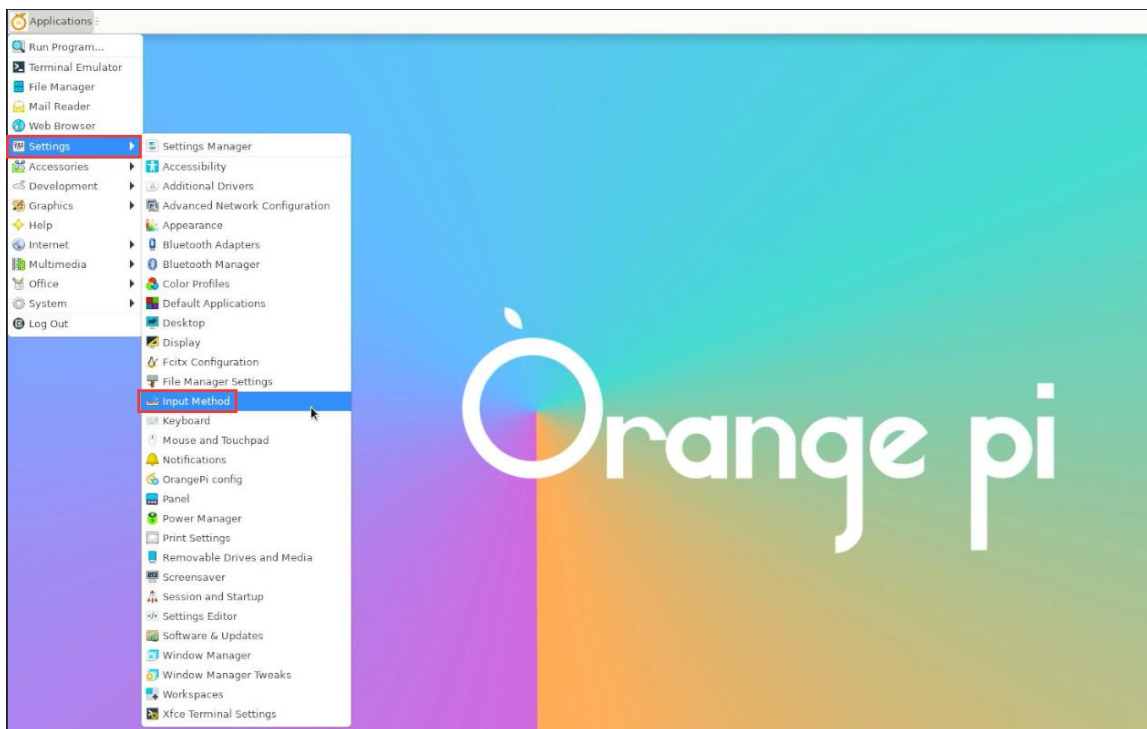 Applications
Run Program...
Terminal Emulator
File Manager
Mail Reader
Web Browser
Settings
Accessories
Development
Graphics
Help
Internet
Multimedia
Office
System
Log Out
Settings Manager
Accessibility
Additional Drivers
Advanced Network Configuration
Appearance
Bluetooth Adapters
Bluetooth Manager
Color Profiles
Default Applications
Desktop
Display
Fcitx Configuration
File Manager Settings
Input Method
Keyboard
Mouse and Touchpad
Notifications
OrangePi config
Panel
Power Manager
Print Settings
Removable Drives and Media
Screensaver
Session and Startup
Settings Editor
Software & Updates
Window Manager
Window Manager Tweaks
Workspaces
Xfce Terminal Settings
Orange pi